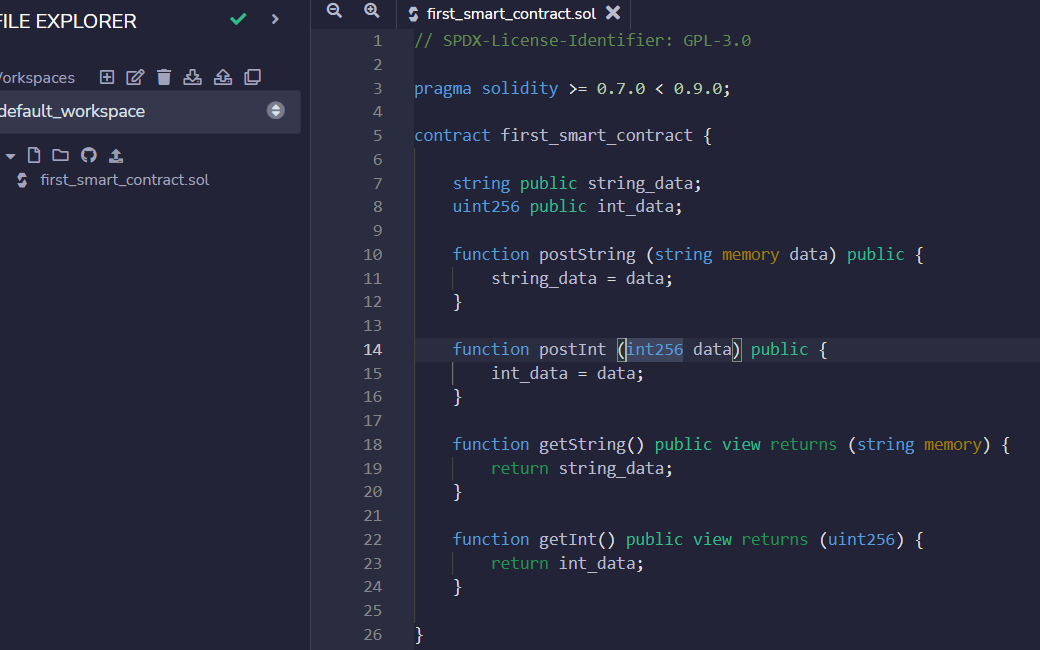 FILE EXPLORER
Workspaces
default_workspace
first_smart_contract.sol
first_smart_contract.sol
1 // SPDX-License-Identifier: GPL-3.0
2
3 pragma solidity >= 0.7.0 < 0.9.0;
4
5 contract first_smart_contract {
6
7     string public string_data;
8     uint256 public int_data;
9
10     function postString (string memory data) public {
11         string_data = data;
12     }
13
14     function postInt (int256 data) public {
15         int_data = data;
16     }
17
18     function getString() public view returns (string memory) {
19         return string_data;
20     }
21
22     function getInt() public view returns (uint256) {
23         return int_data;
24     }
25
26 }